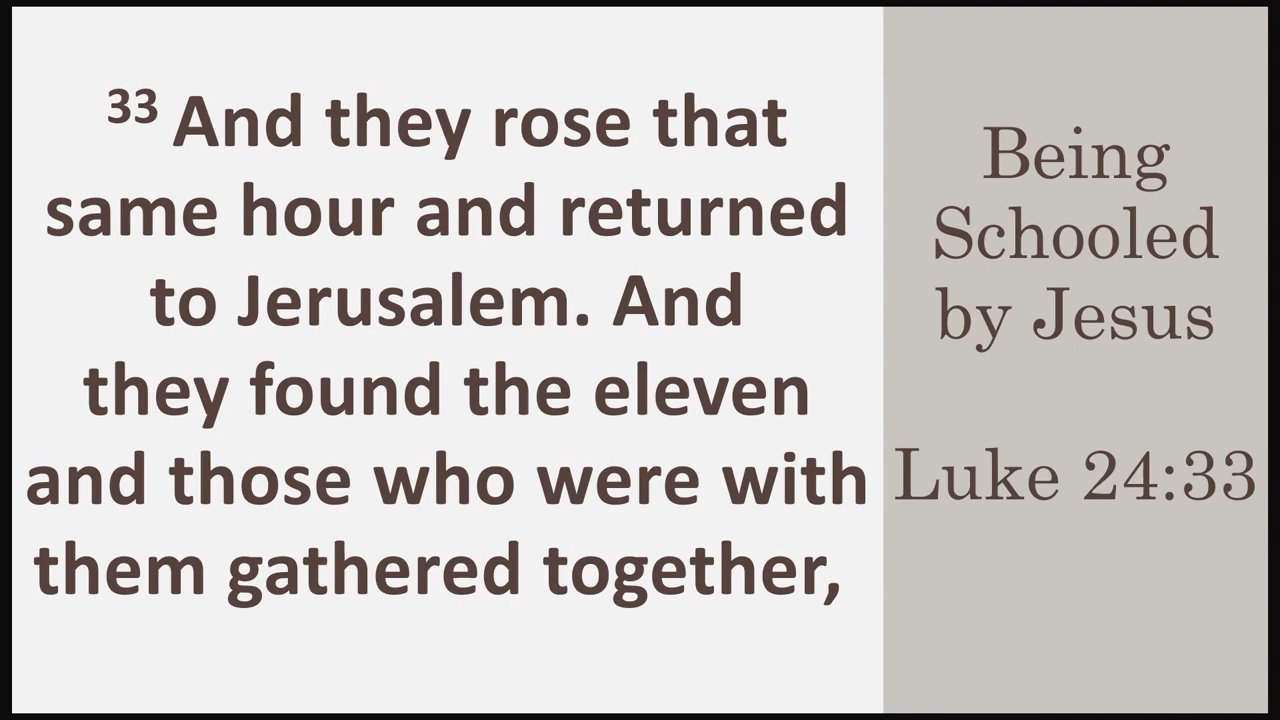 33 And they rose that
same hour and returned
to Jerusalem. And
they found the eleven
and those who were with
them gathered together,
Being
Schooled
by Jesus
Luke 24:33